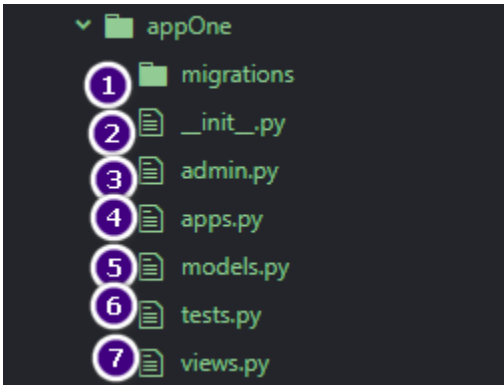 appOne
1 migrations
2 __init__.py
3 admin.py
4 apps.py
5 models.py
6 tests.py
7 views.py